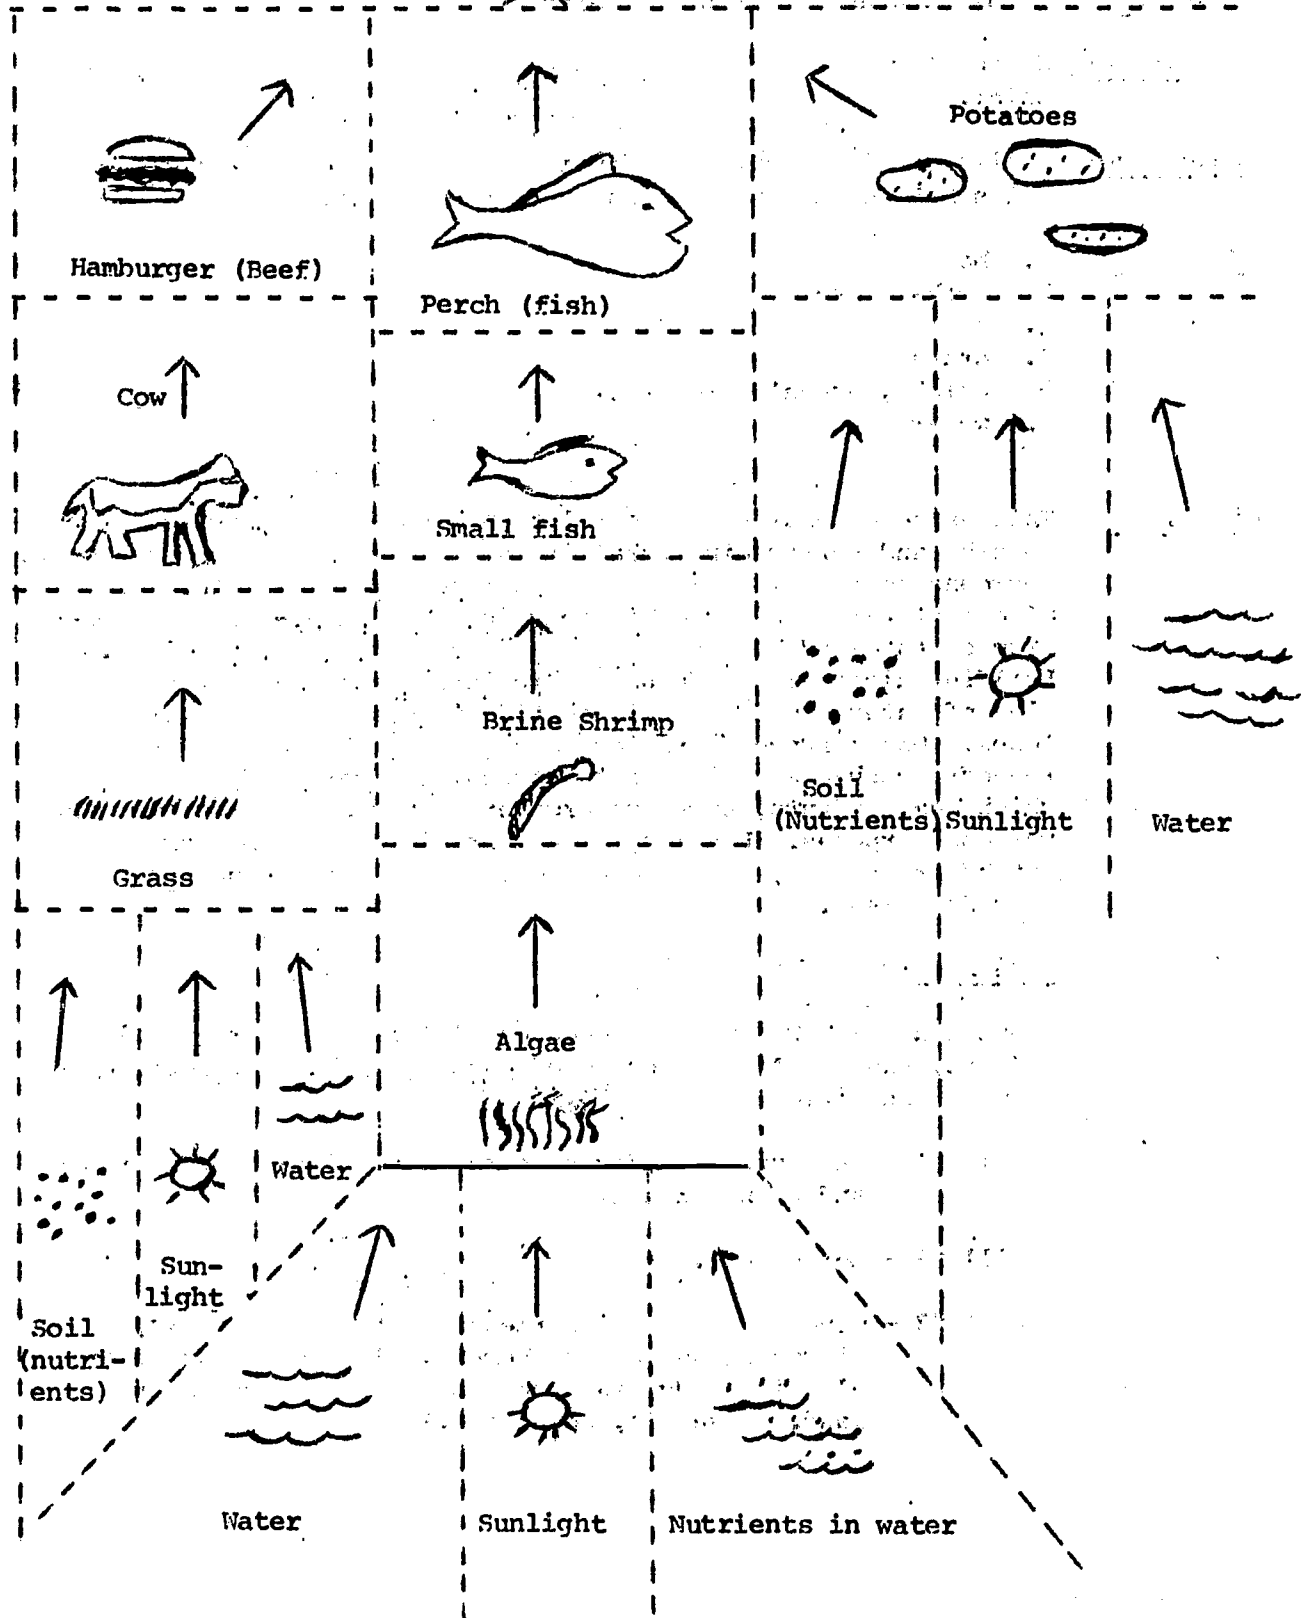 Potatoes
Hamburger (Beef)
Perch (fish)
Cow
Small fish
Brine Shrimp
Soil
(Nutrients)
Sunlight
Water
Grass
Algae
Water
Sun-
light
Soil
(nutri-
ents)
Water
Sunlight
Nutrients in water